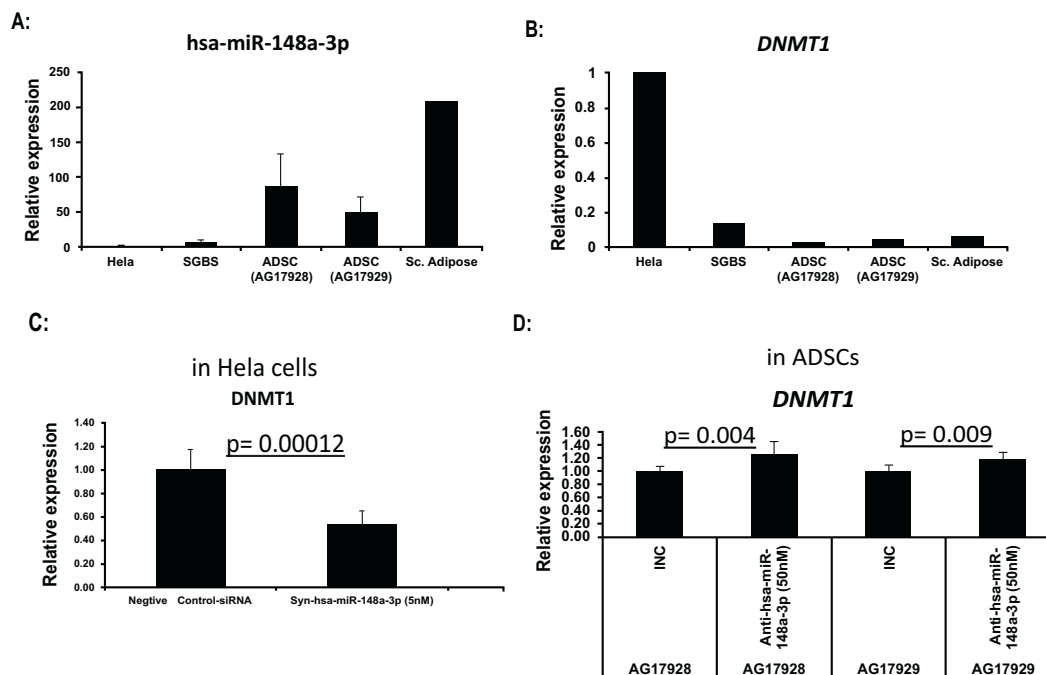 A:
hsa-miR-148a-3p
Relative expression
250
200
150
100
50
0
Hela SGBS ADSC ADSC Sc. Adipose
(AG17928) (AG17929)
B:
DNMT1
Relative expression
1
0.8
0.6
0.4
0.2
0
Hela SGBS ADSC ADSC Sc. Adipose
(AG17928) (AG17929)
C:
in Hela cells
DNMT1
p= 0.00012
Relative expression
1.40
1.20
1.00
0.80
0.60
0.40
0.20
0.00
Negtive Control-siRNA Syn-hsa-miR-148a-3p (5nM)
D:
in ADSCs
DNMT1
p= 0.004 p= 0.009
Relative expression
1.60
1.40
1.20
1.00
0.80
0.60
0.40
0.20
0.00
INC
Anti-hsa-miR-
148a-3p (50nM)
INC
Anti-hsa-miR-
148a-3p (50nM)
AG17928 AG17928 AG17929 AG17929